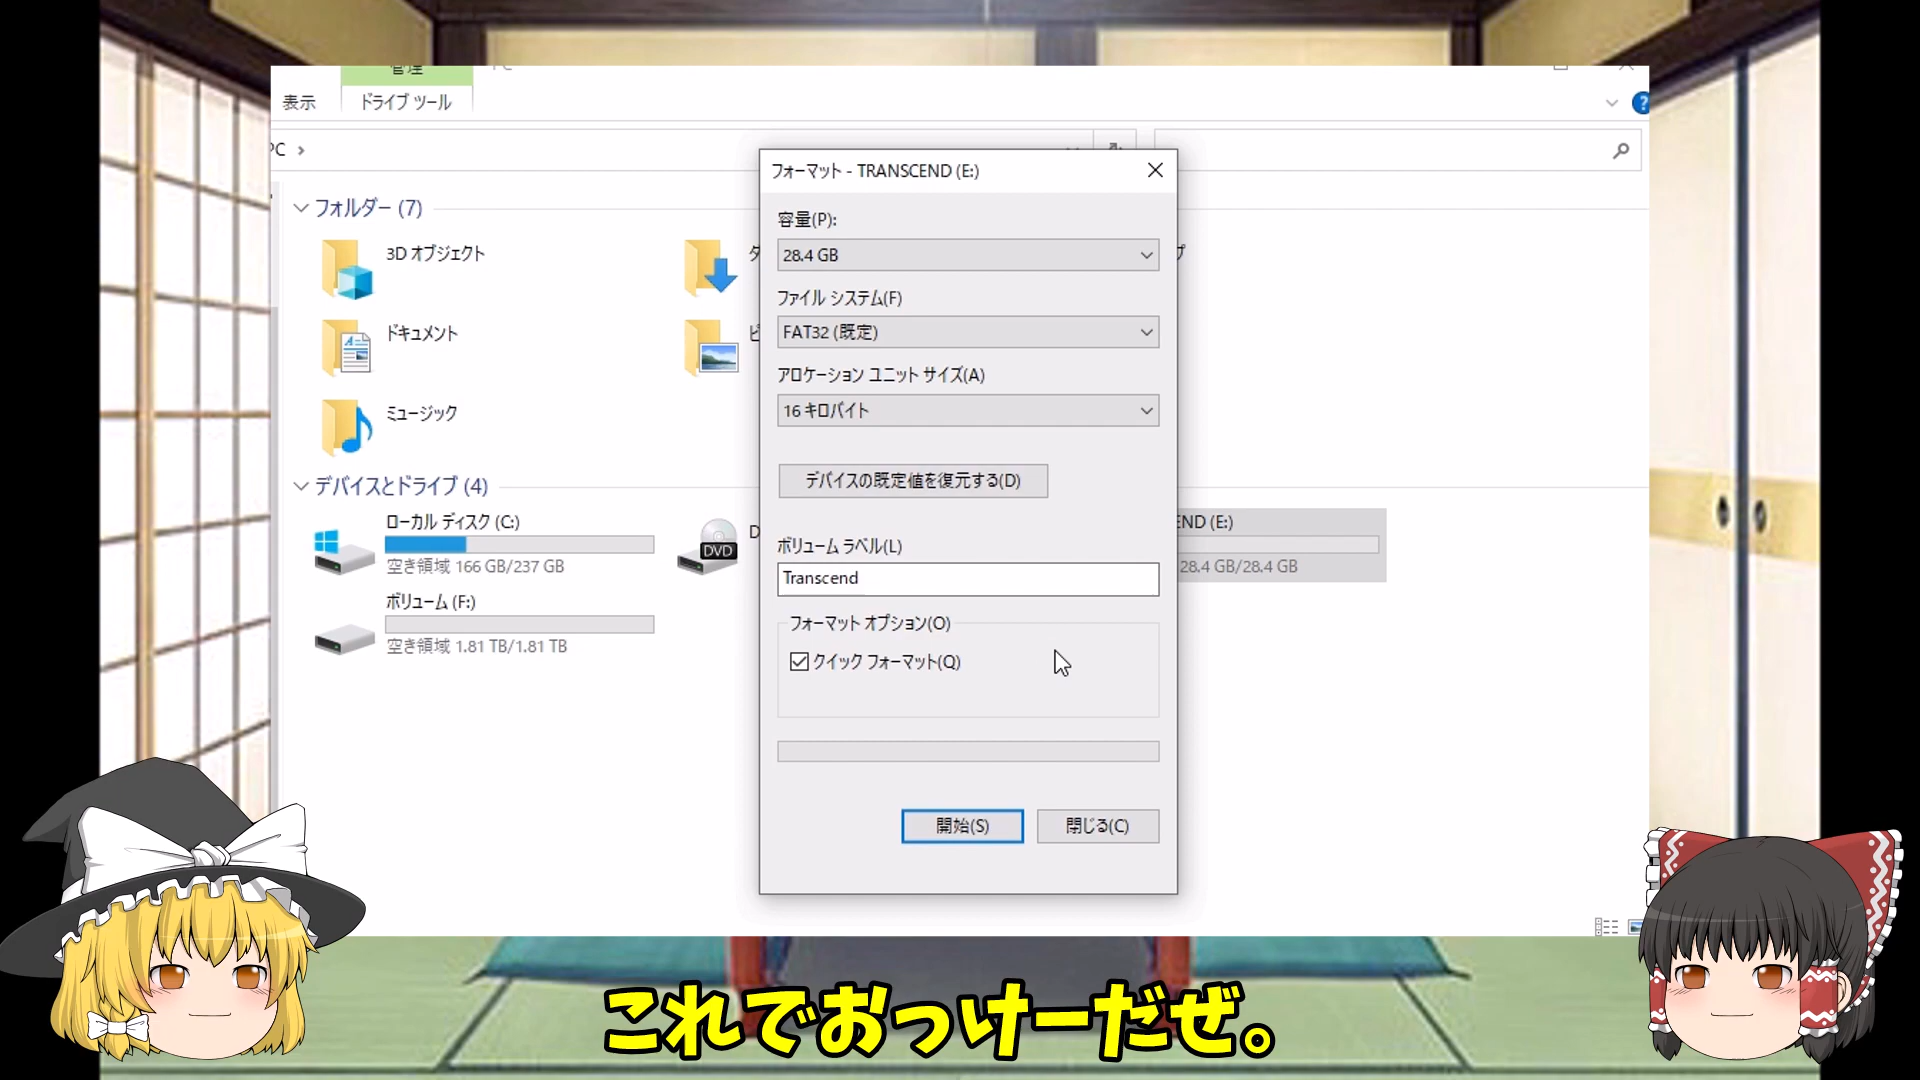 管理
表示
ドライブ ツール
PC ›
フォルダー (7)
3D オブジェクト
ドキュメント
ミュージック
デバイスとドライブ (4)
ローカル ディスク (C:)
空き領域 166 GB/237 GB
DVD
D
END (E:)
28.4 GB/28.4 GB
ボリューム (F:)
空き領域 1.81 TB/1.81 TB
フォーマット - TRANSCEND (E:)
容量(P):
28.4 GB
ファイル システム(F)
FAT32 (既定)
アロケーション ユニット サイズ(A)
16 キロバイト
デバイスの既定値を復元する(D)
ボリューム ラベル(L)
Transcend
フォーマット オプション(O)
クイック フォーマット(Q)
開始(S)
閉じる(C)
これでおっけーだぜ。